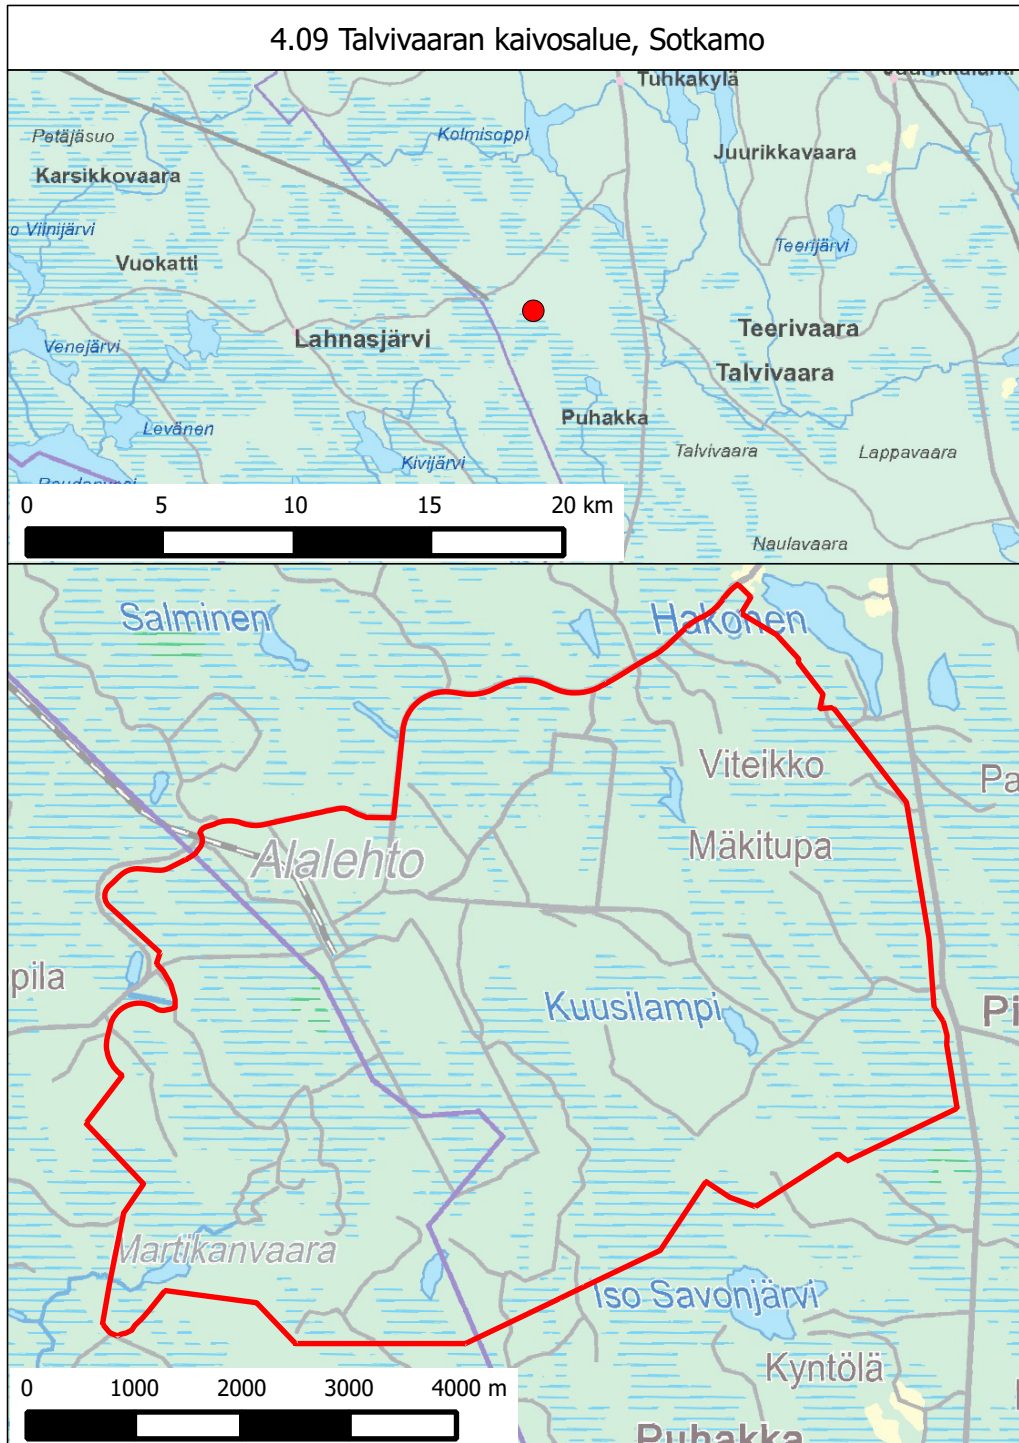 4.09 Talvivaaran kaivosalue, Sotkamo
Tuhkakylä
Petäjäsuo
Kolmisoppi
Juurikkavaara
Karsikkovaara
o Viinijärvi
Teerijärvi
Vuokatti
Lahnasjärvi
Teerivaara
Venejärvi
Talvivaara
Puhakka
Levänen
Talvivaara
Lappavaara
Kivijärvi
0 5 10 15 20 km
Naulavaara
Salminen
Hakonen
Viteikko
Pa
Mäkitupa
Alalehto
pila
Kuusilampi
Pi
Martikanvaara
Iso Savonjärvi
Kyntölä
0 1000 2000 3000 4000 m
Puhakka